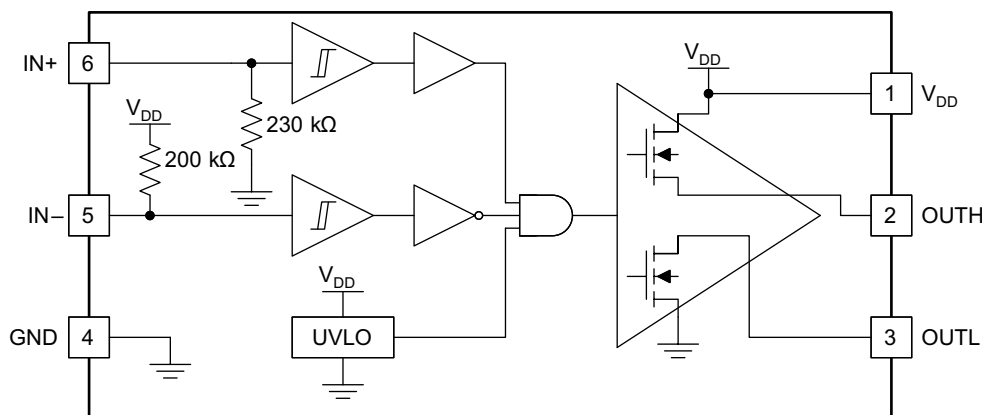 IN+
6
V_DD
230 kΩ
200 kΩ
IN–
5
GND
4
V_DD
UVLO
V_DD
1
V_DD
2
OUTH
3
OUTL